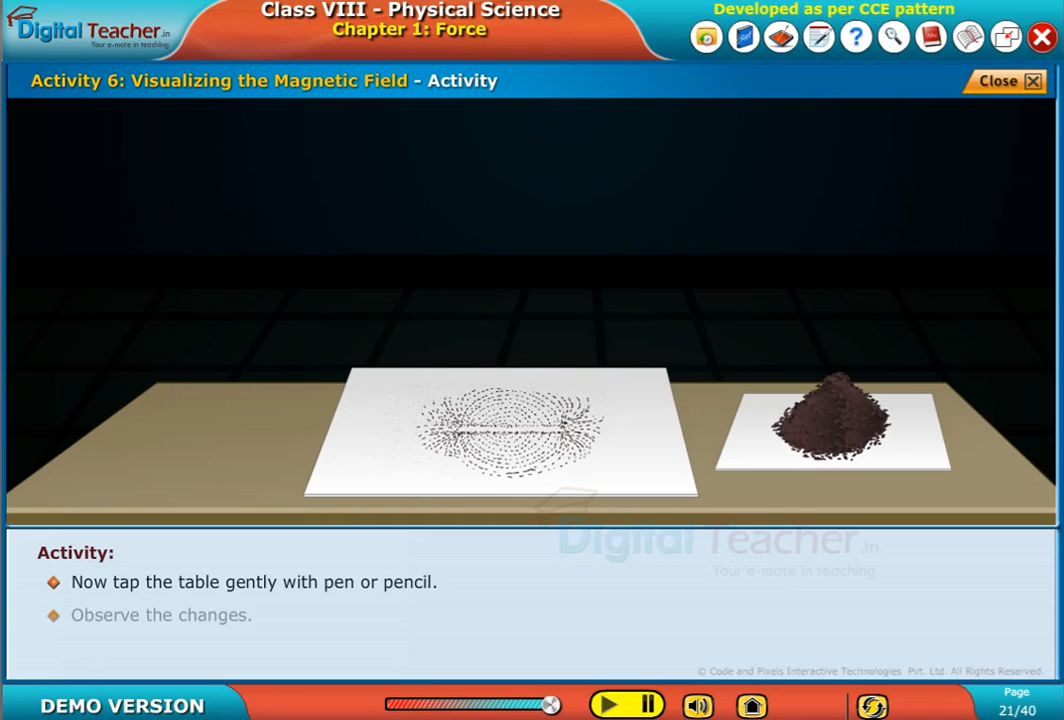 Class VIII - Physical Science
Chapter 1: Force
Developed as per CCE pattern
Digital Teacher.in
Your e-mate in teaching
Activity 6: Visualizing the Magnetic Field - Activity
Close
Activity:
Now tap the table gently with pen or pencil.
Observe the changes.
Digital Teacher.in
Your e-mate in teaching
© Code and Pixels Interactive Technologies Pvt. Ltd. All Rights Reserved.
DEMO VERSION
Page
21/40